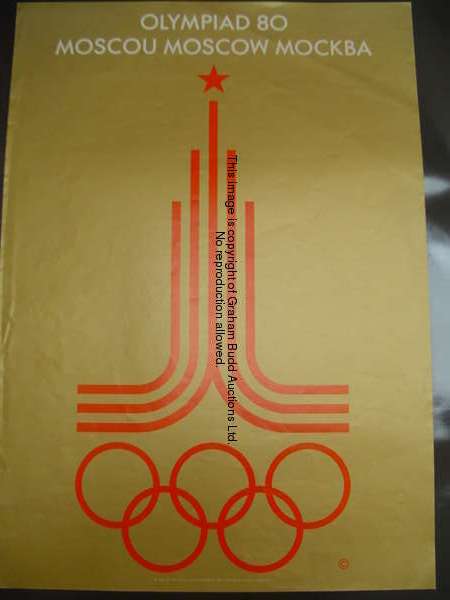 OLYMPIAD 80
MOSCOU MOSCOW МОСКВА
This image is copyright of Graham Budd Auctions Ltd.
No reproduction allowed.
©